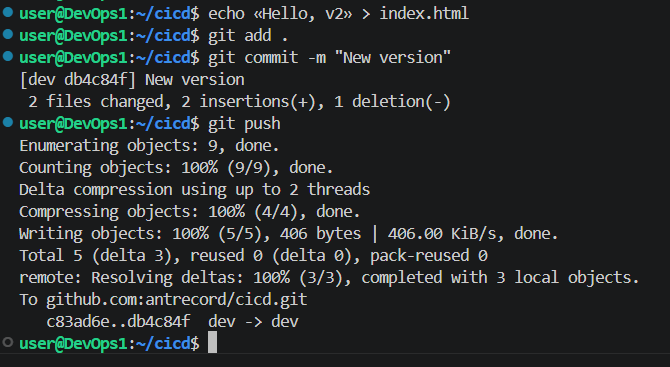 user@DevOps1:~/cicd$ echo «Hello, v2» > index.html
user@DevOps1:~/cicd$ git add .
user@DevOps1:~/cicd$ git commit -m "New version"
[dev db4c84f] New version
 2 files changed, 2 insertions(+), 1 deletion(-)
user@DevOps1:~/cicd$ git push
Enumerating objects: 9, done.
Counting objects: 100% (9/9), done.
Delta compression using up to 2 threads
Compressing objects: 100% (4/4), done.
Writing objects: 100% (5/5), 406 bytes | 406.00 KiB/s, done.
Total 5 (delta 3), reused 0 (delta 0), pack-reused 0
remote: Resolving deltas: 100% (3/3), completed with 3 local objects.
To github.com:antrecord/cicd.git
   c83ad6e..db4c84f  dev -> dev
user@DevOps1:~/cicd$